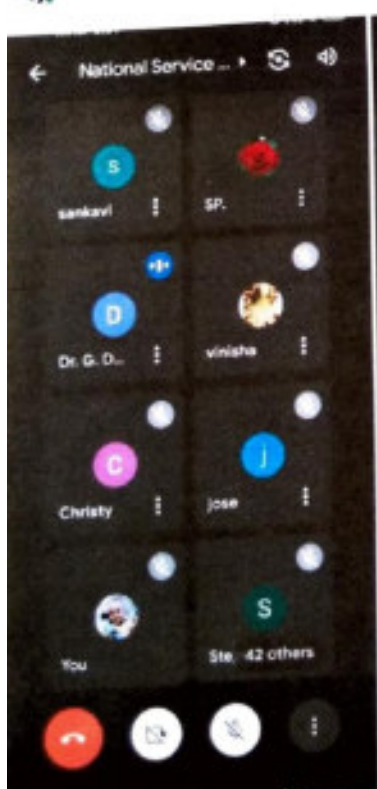 National Service ...
S
sankavi
SP.
D
Dr. G. D...
vinisha
C
Christy
j
jose
You
S
Ste, 42 others